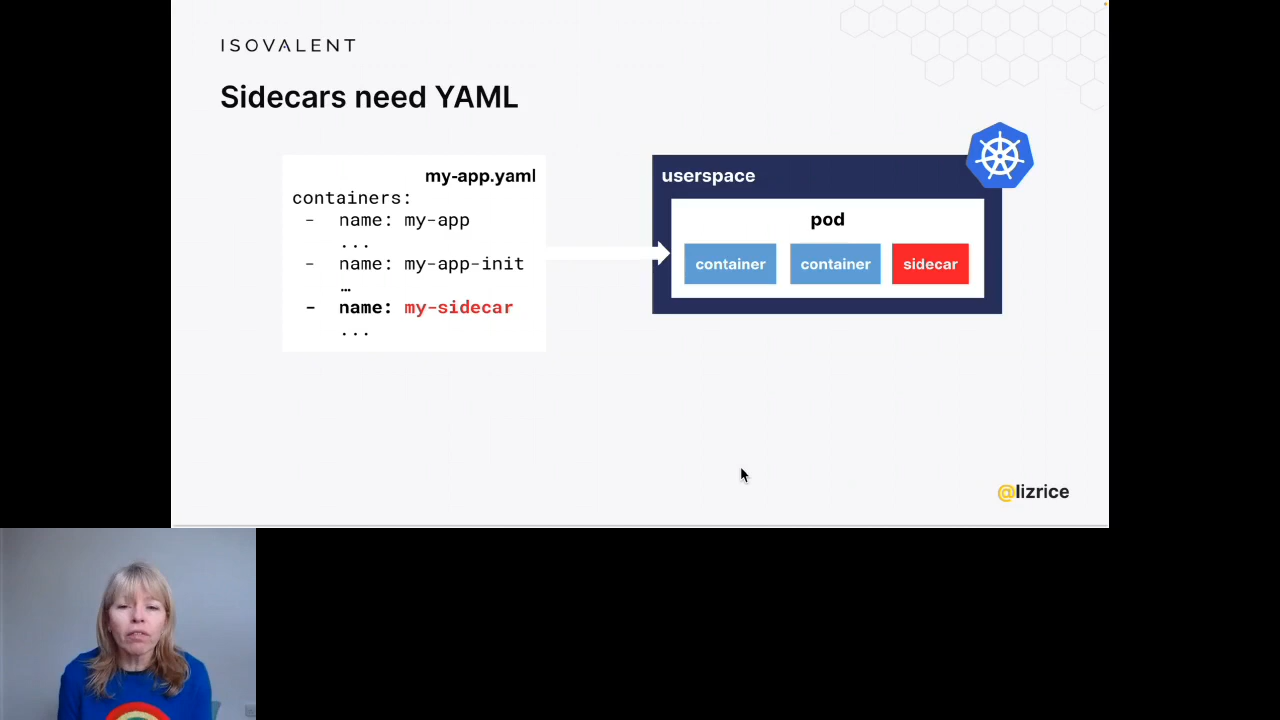 ISOVALENT
Sidecars need YAML
my-app.yaml
containers:
- name: my-app
...
- name: my-app-init
…
- name: my-sidecar
...
userspace
pod
container
container
sidecar
@lizrice